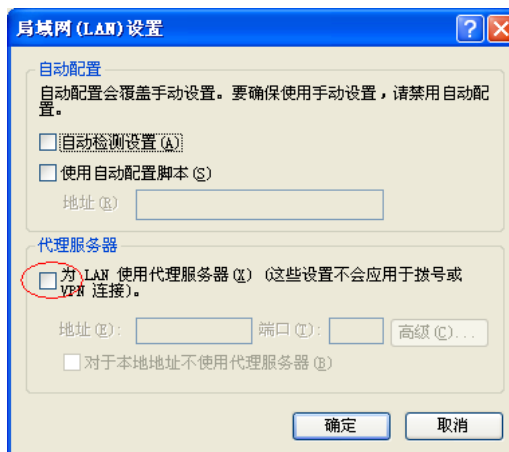 局域网(LAN)设置
自动配置
自动配置会覆盖手动设置。要确保使用手动设置，请禁用自动配
置。
自动检测设置(A)
使用自动配置脚本(S)
地址(R)
代理服务器
为 LAN 使用代理服务器(X) (这些设置不会应用于拨号或
VPN 连接)。
地址(E): 端口(T): 高级(C)...
对于本地地址不使用代理服务器(B)
确定 取消